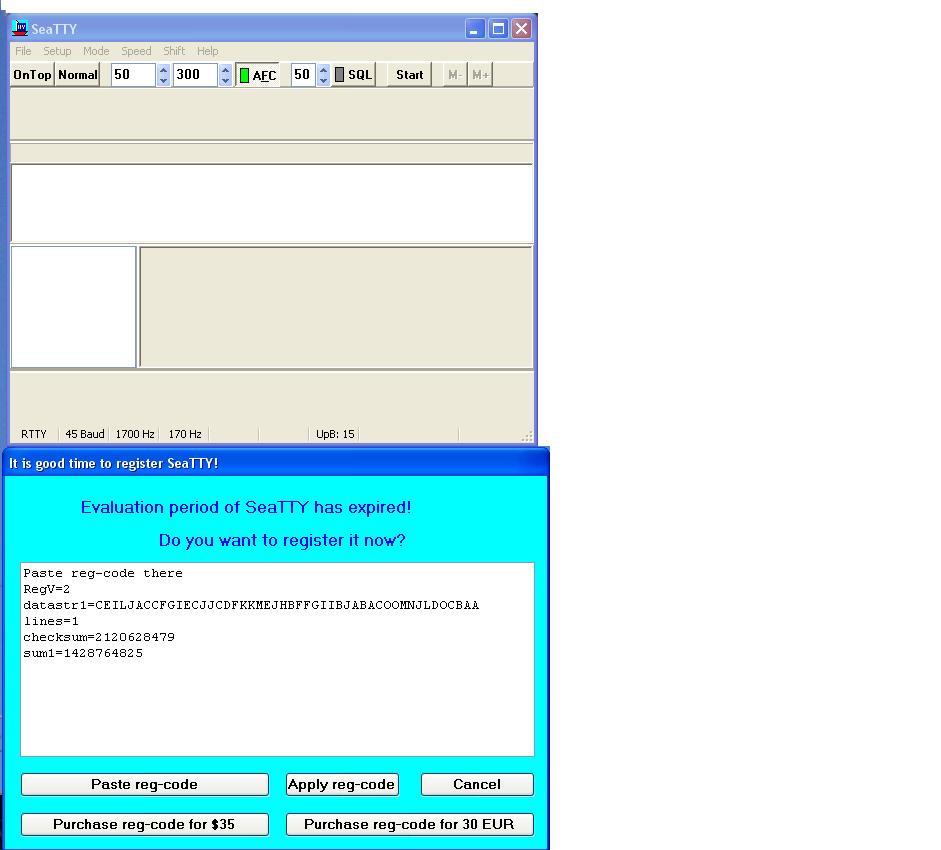 SeaTTY
File Setup Mode Speed Shift Help
OnTop Normal 50 300 AFC 50 SQL Start M- M+
RTTY 45 Baud 1700 Hz 170 Hz UpB: 15
It is good time to register SeaTTY!
Evaluation period of SeaTTY has expired!
Do you want to register it now?
Paste reg-code there
RegV=2
datastr1=CEILJACCFGIECJJCDFKKMEJHBFFGIIBJABACOOMNJLDOCBAA
lines=1
checksum=2120628479
sum1=1428764825
Paste reg-code Apply reg-code Cancel
Purchase reg-code for $35 Purchase reg-code for 30 EUR